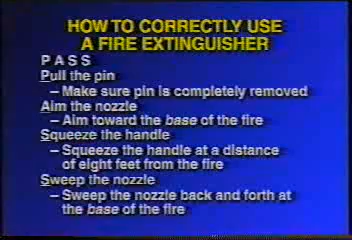 HOW TO CORRECTLY USE
A FIRE EXTINGUISHER
P A S S
Pull the pin
– Make sure pin is completely removed
Aim the nozzle
– Aim toward the base of the fire
Squeeze the handle
– Squeeze the handle at a distance
of eight feet from the fire
Sweep the nozzle
– Sweep the nozzle back and forth at
the base of the fire